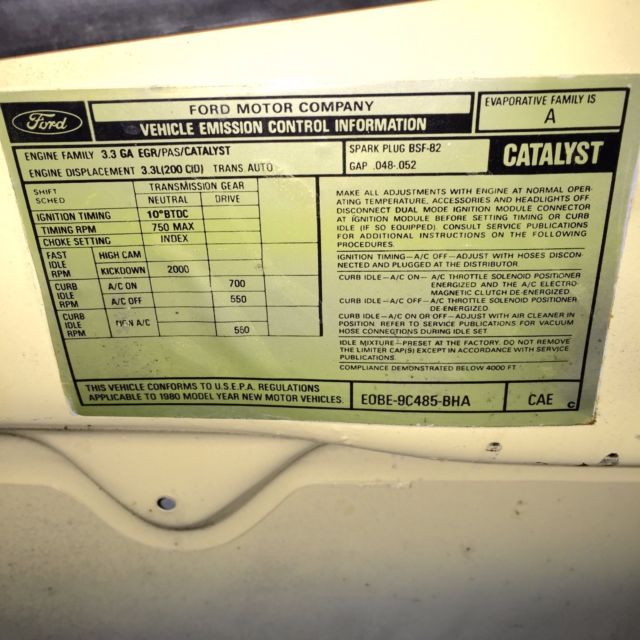 Ford
FORD MOTOR COMPANY
VEHICLE EMISSION CONTROL INFORMATION
EVAPORATIVE FAMILY IS
A
ENGINE FAMILY 3.3 GA EGR/PAS/CATALYST
ENGINE DISPLACEMENT 3.3L(200 CID) TRANS AUTO
SPARK PLUG BSF-82
GAP .048-.052
CATALYST
SHIFT SCHED
TRANSMISSION GEAR
NEUTRAL DRIVE
IGNITION TIMING 10°BTDC
TIMING RPM 750 MAX
CHOKE SETTING INDEX
FAST IDLE RPM
HIGH CAM
KICKDOWN 2000
CURB IDLE RPM
A/C ON 700
A/C OFF 550
CURB IDLE RPM
NON A/C 550
MAKE ALL ADJUSTMENTS WITH ENGINE AT NORMAL OPER-
ATING TEMPERATURE, ACCESSORIES AND HEADLIGHTS OFF.
DISCONNECT DUAL MODE IGNITION MODULE CONNECTOR
AT IGNITION MODULE BEFORE SETTING TIMING OR CURB
IDLE (IF SO EQUIPPED). CONSULT SERVICE PUBLICATIONS
FOR ADDITIONAL INSTRUCTIONS ON THE FOLLOWING
PROCEDURES.
IGNITION TIMING—A/C OFF—ADJUST WITH HOSES DISCON-
NECTED AND PLUGGED AT THE DISTRIBUTOR.
CURB IDLE—A/C ON— A/C THROTTLE SOLENOID POSITIONER
ENERGIZED AND THE A/C ELECTRO-
MAGNETIC CLUTCH DE-ENERGIZED.
CURB IDLE—A/C OFF—A/C THROTTLE SOLENOID POSITIONER
DE-ENERGIZED
CURB IDLE—A/C ON OR OFF—ADJUST WITH AIR CLEANER IN
POSITION. REFER TO SERVICE PUBLICATIONS FOR VACUUM
HOSE CONNECTIONS DURING IDLE SET
IDLE MIXTURE—PRESET AT THE FACTORY. DO NOT REMOVE
THE LIMITER CAP(S) EXCEPT IN ACCORDANCE WITH SERVICE
PUBLICATIONS.
COMPLIANCE DEMONSTRATED BELOW 4000 FT.
THIS VEHICLE CONFORMS TO U.S.E.P.A. REGULATIONS
APPLICABLE TO 1980 MODEL YEAR NEW MOTOR VEHICLES.
E0BE-9C485-BHA
CAE
C